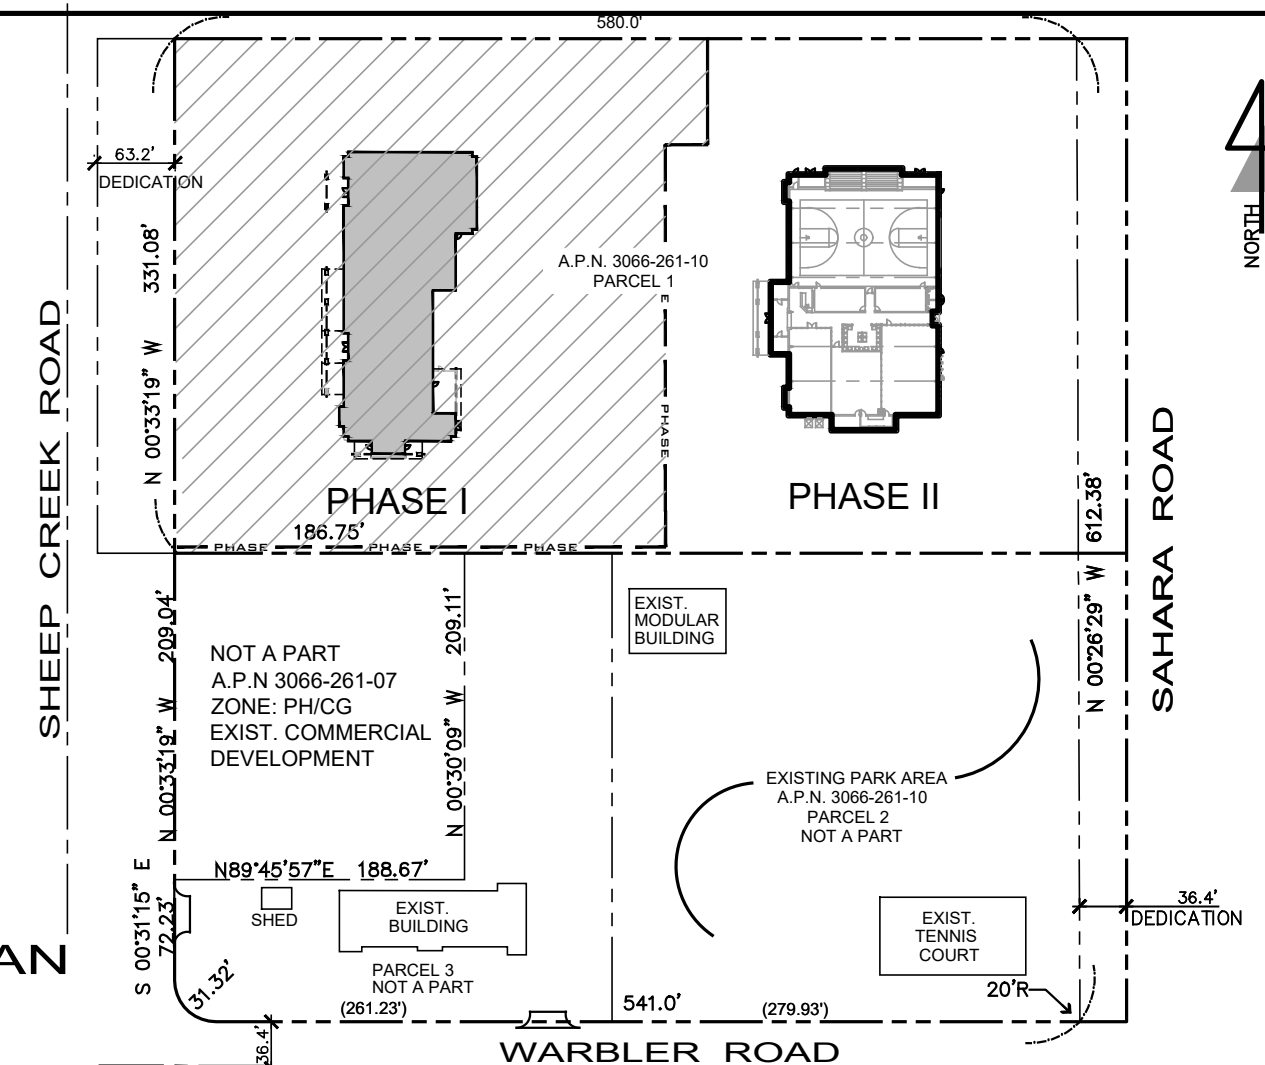 580.0'
63.2'
DEDICATION
N 00°33'19" W 331.08'
SHEEP CREEK ROAD
A.P.N. 3066-261-10
PARCEL 1
E
PHASE
NORTH
PHASE I
PHASE II
186.75'
PHASE PHASE PHASE
N 00°26'29" W 612.38'
SAHARA ROAD
N 00°33'19" W 209.04'
N 00°30'09" W 209.11'
NOT A PART
A.P.N 3066-261-07
ZONE: PH/CG
EXIST. COMMERCIAL
DEVELOPMENT
EXIST.
MODULAR
BUILDING
EXISTING PARK AREA
A.P.N. 3066-261-10
PARCEL 2
NOT A PART
N89°45'57"E 188.67'
S 00°31'15" E
72.23'
SHED
EXIST.
BUILDING
EXIST.
TENNIS
COURT
36.4'
DEDICATION
AN
31.32'
PARCEL 3
NOT A PART
(261.23')
541.0'
(279.93')
20'R
36.4'
WARBLER ROAD